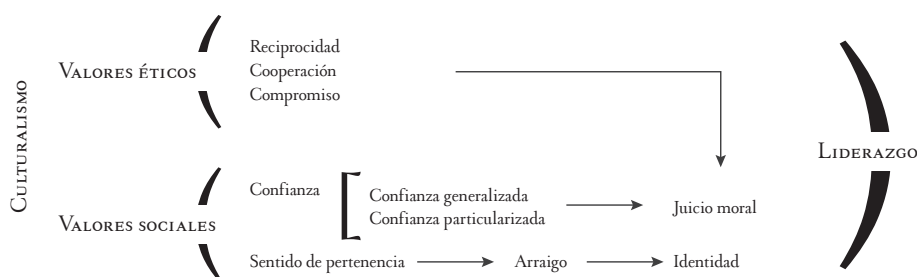 Culturalismo
Valores éticos
Reciprocidad
Cooperación
Compromiso
Valores sociales
Confianza
Confianza generalizada
Confianza particularizada
Juicio moral
Sentido de pertenencia
Arraigo
Identidad
Liderazgo